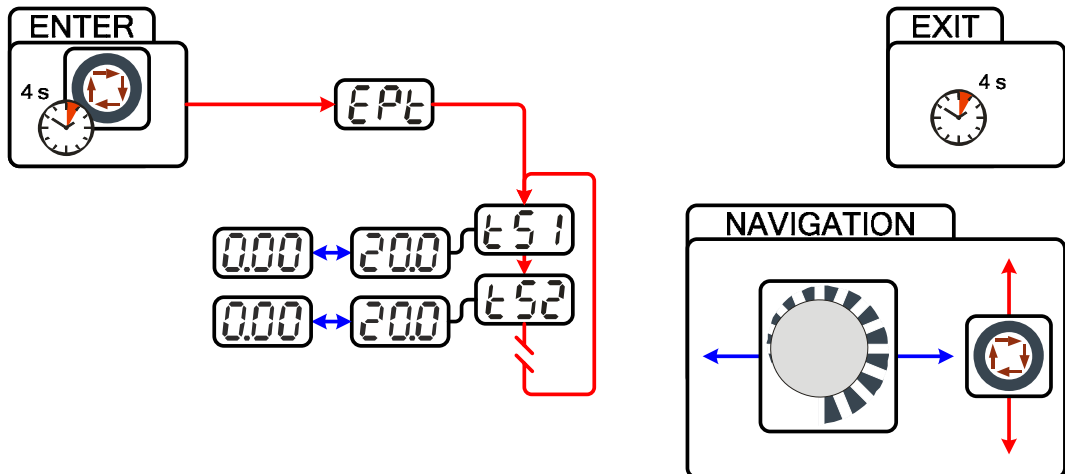 ENTER
4 s
EPt
EXIT
4 s
0.00 20.0 tS1
0.00 20.0 tS2
NAVIGATION